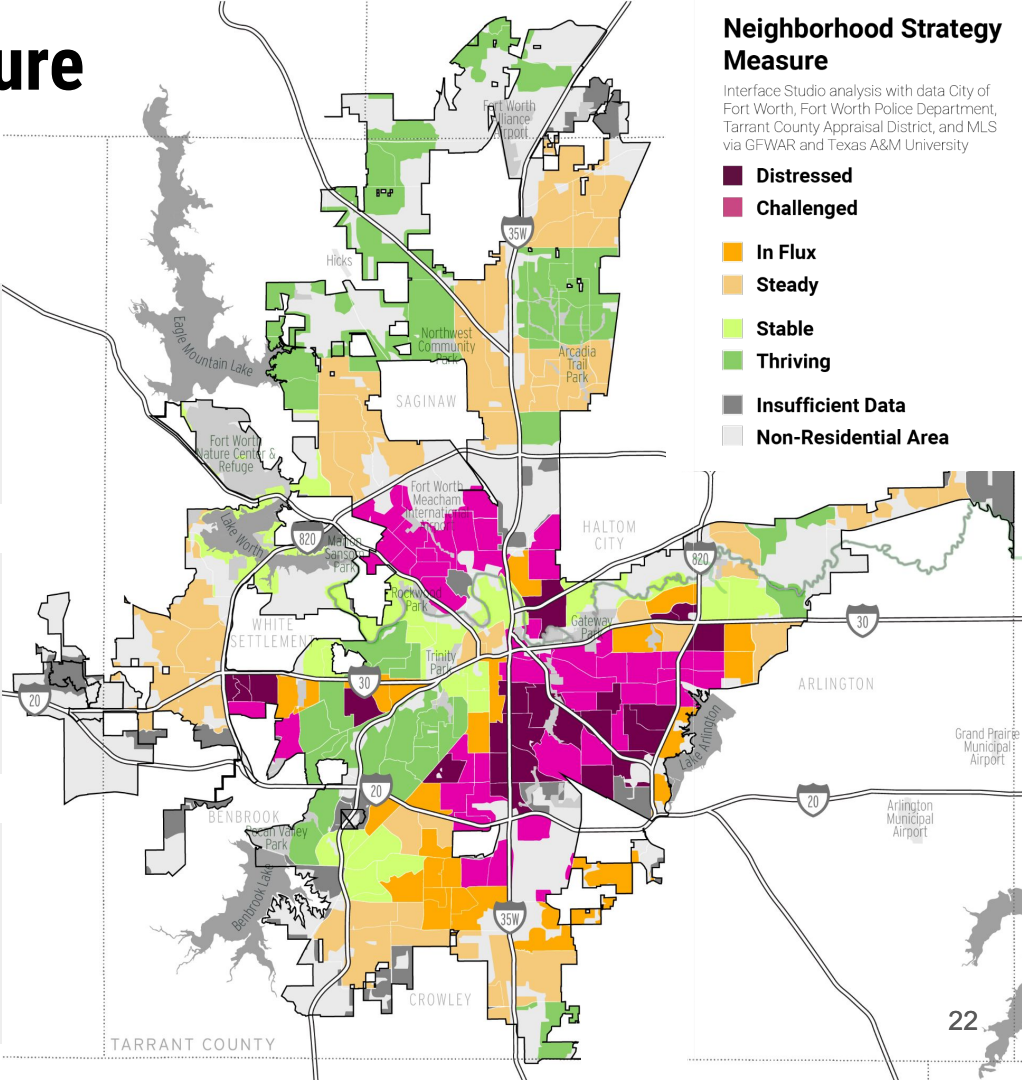 ure
Neighborhood Strategy
Measure
Interface Studio analysis with data City of
Fort Worth, Fort Worth Police Department,
Tarrant County Appraisal District, and MLS
via GFWAR and Texas A&M University
Distressed
Challenged
In Flux
Steady
Stable
Thriving
Insufficient Data
Non-Residential Area
Fort Worth
Alliance
Airport
35W
Hicks
Eagle Mountain Lake
Northwest
Community
Park
Arcadia
Trail
Park
SAGINAW
Fort Worth
Nature Center &
Refuge
Fort Worth
Meacham
International
Airport
HALTOM
CITY
Lake Worth
820
Marion
Sansom
Park
820
Rockwood
Park
Gateway
Park
30
WHITE
SETTLEMENT
Trinity
Park
30
ARLINGTON
20
Lake Arlington
Grand Prairie
Municipal
Airport
20
20
Arlington
Municipal
Airport
BENBROOK
Pecan Valley
Park
Benbrook Lake
35W
CROWLEY
22
TARRANT COUNTY